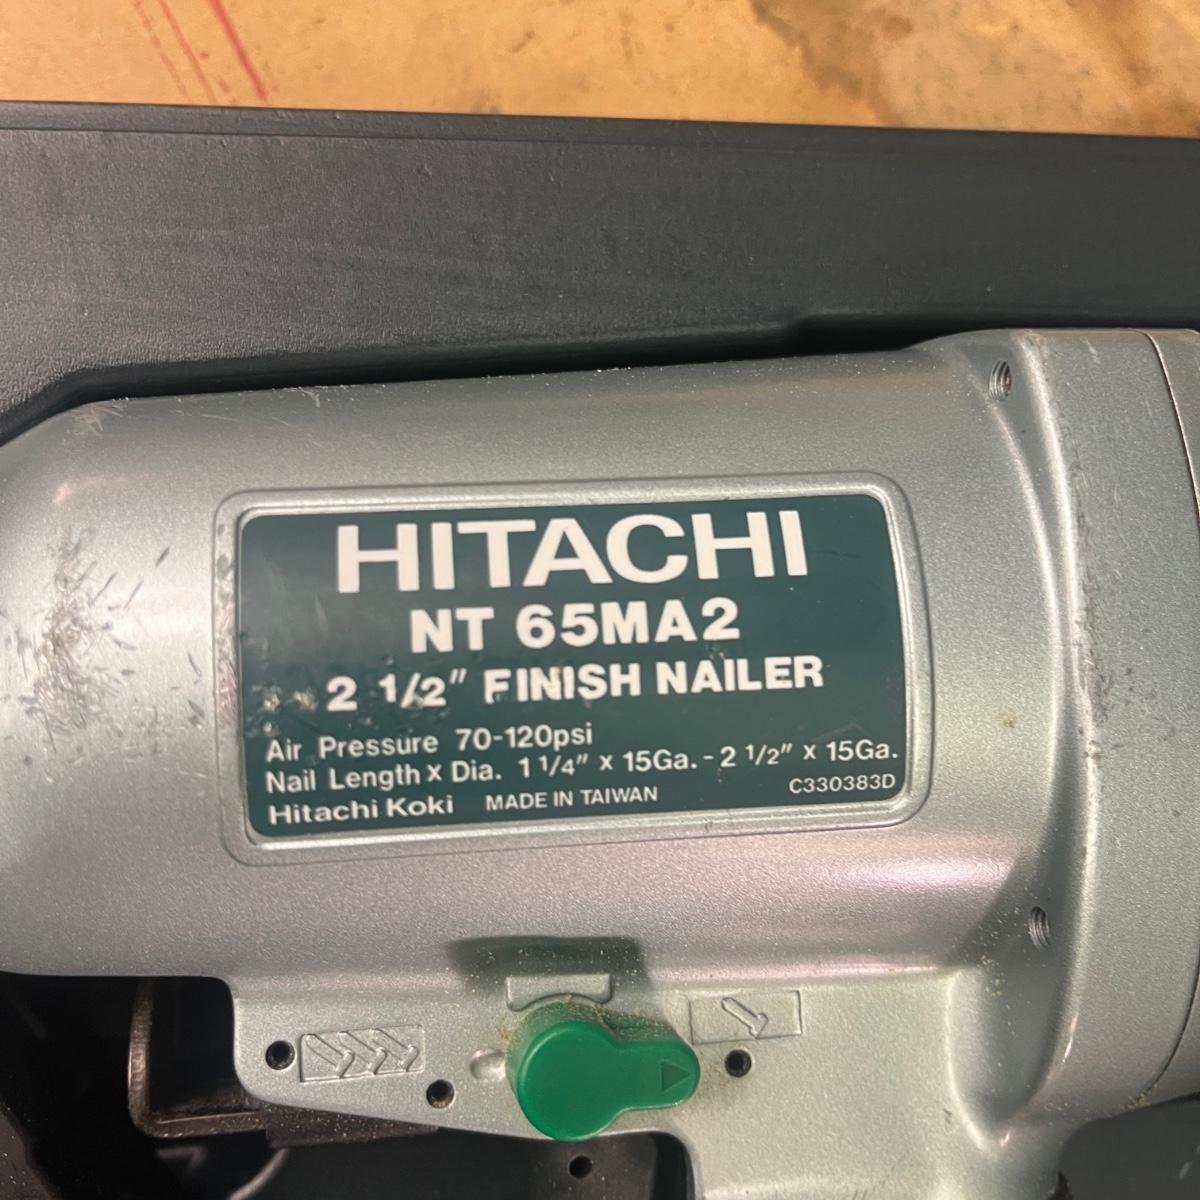 HITACHI
NT 65MA2
2 1/2" FINISH NAILER
Air Pressure 70-120psi
Nail Length x Dia. 1 1/4" x 15Ga. - 2 1/2" x 15Ga.
Hitachi Koki MADE IN TAIWAN C330383D